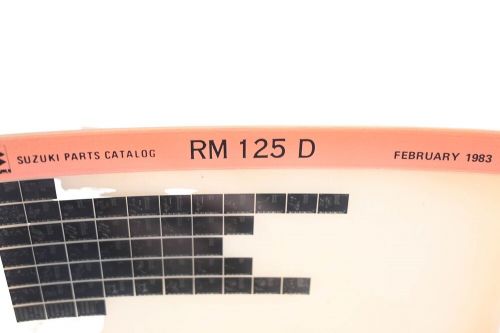 SUZUKI PARTS CATALOG RM 125 D FEBRUARY 1983